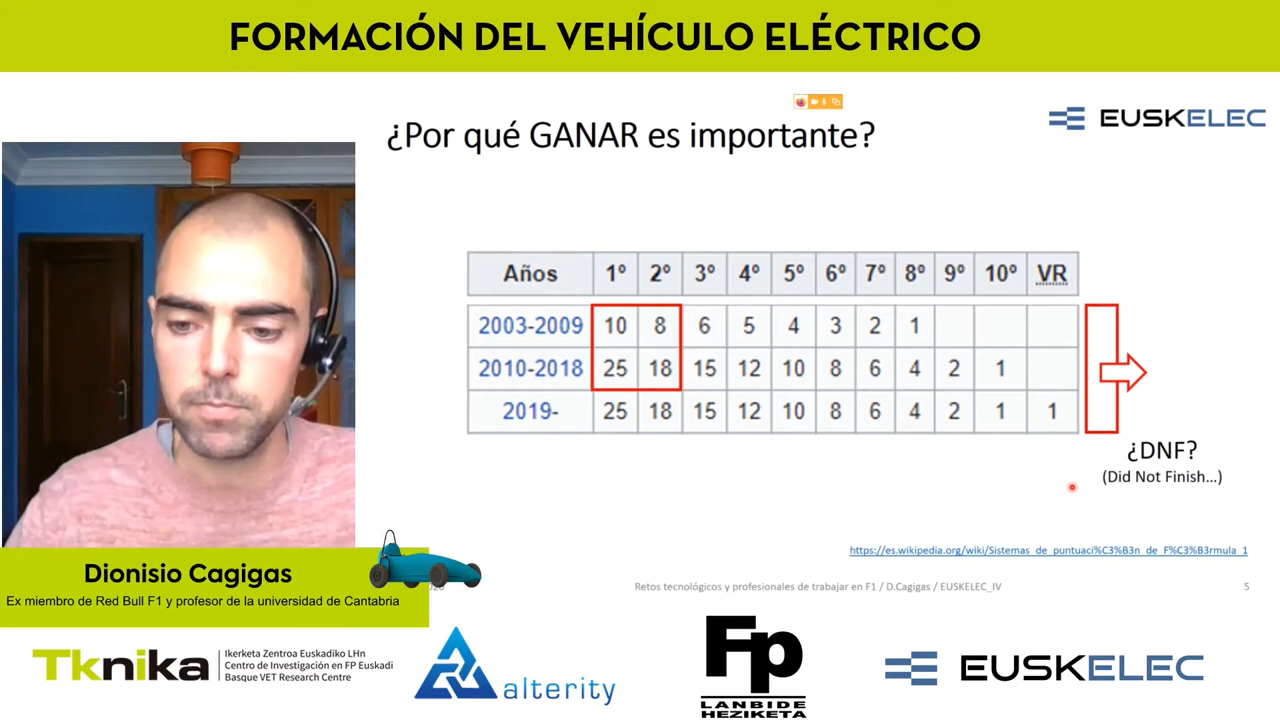 FORMACIÓN DEL VEHÍCULO ELÉCTRICO
¿Por qué GANAR es importante?
EUSKELEC
Años 1º 2º 3º 4º 5º 6º 7º 8º 9º 10º VR
2003-2009 10 8 6 5 4 3 2 1
2010-2018 25 18 15 12 10 8 6 4 2 1
2019- 25 18 15 12 10 8 6 4 2 1 1
¿DNF?
(Did Not Finish...)
https://es.wikipedia.org/wiki/Sistemas_de_puntuaci%C3%B3n_de_F%C3%B3rmula_1
Retos tecnológicos y profesionales de trabajar en F1 / D.Cagigas / EUSKELEC_IV
5
Dionisio Cagigas
Ex miembro de Red Bull F1 y profesor de la universidad de Cantabria
Tknika
Ikerketa Zentroa Euskadiko LHn
Centro de Investigación en FP Euskadi
Basque VET Research Centre
alterity
Fp
LANBIDE
HEZIKETA
EUSKELEC